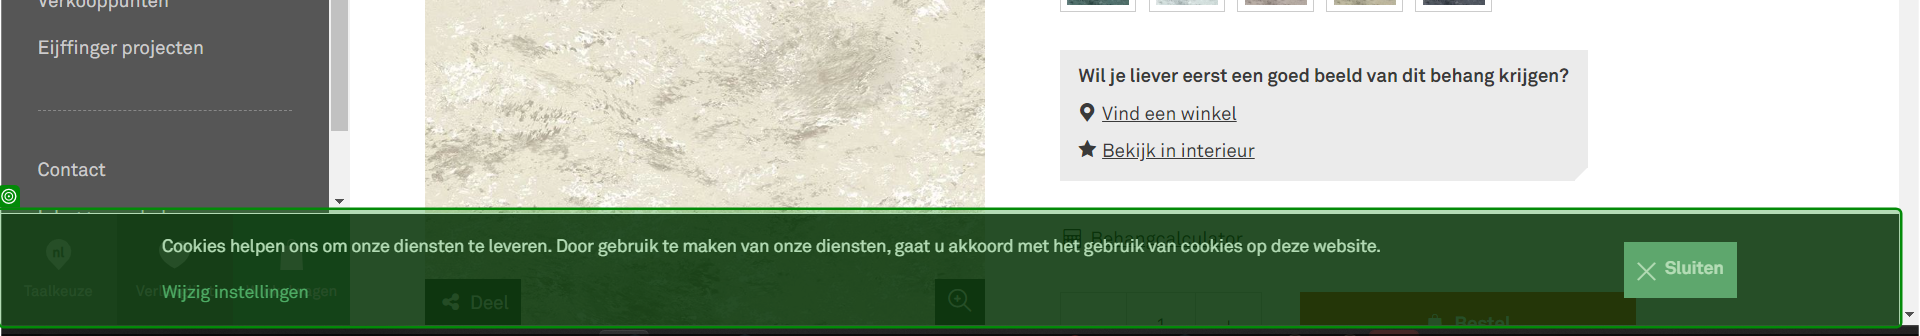 Verkooppunten
Eijffinger projecten
Contact
Wil je liever eerst een goed beeld van dit behang krijgen?
Vind een winkel
Bekijk in interieur
Behangcalculator
Cookies helpen ons om onze diensten te leveren. Door gebruik te maken van onze diensten, gaat u akkoord met het gebruik van cookies op deze website.
Wijzig instellingen
Sluiten
nl
Taalkeuze
Deel
1
Bestel